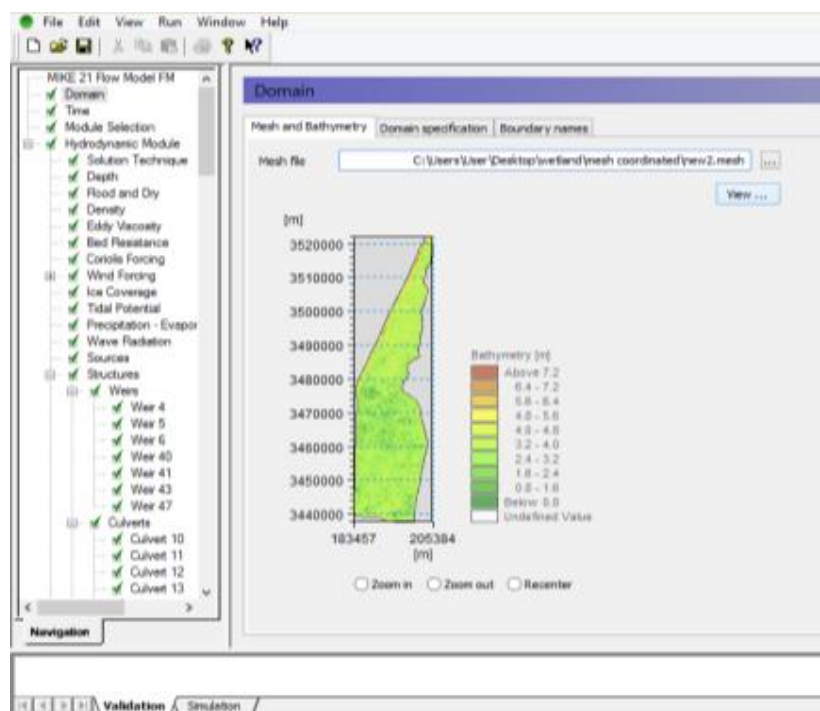 File Edit View Run Window Help
MIKE 21 Flow Model FM
Domain
Time
Module Selection
Hydrodynamic Module
Solution Technique
Depth
Flood and Dry
Density
Eddy Viscosity
Bed Resistance
Coriolis Forcing
Wind Forcing
Ice Coverage
Tidal Potential
Precipitation - Evapor
Wave Radiation
Sources
Structures
Weirs
Weir 4
Weir 5
Weir 6
Weir 40
Weir 41
Weir 43
Weir 47
Culverts
Culvert 10
Culvert 11
Culvert 12
Culvert 13
Navigation
Domain
Mesh and Bathymetry Domain specification Boundary names
Mesh file C:\Users\User\Desktop\wetland\mesh coordinated\new2.mesh ...
View ...
[m]
3520000
3510000
3500000
3490000
3480000
3470000
3460000
3450000
3440000
183457 205384
[m]
Bathymetry [m]
Above 7.2
6.4 - 7.2
5.6 - 6.4
4.8 - 5.6
4.0 - 4.8
3.2 - 4.0
2.4 - 3.2
1.6 - 2.4
0.8 - 1.6
Below 0.8
Undefined Value
Zoom in Zoom out Recenter
Validation Simulation